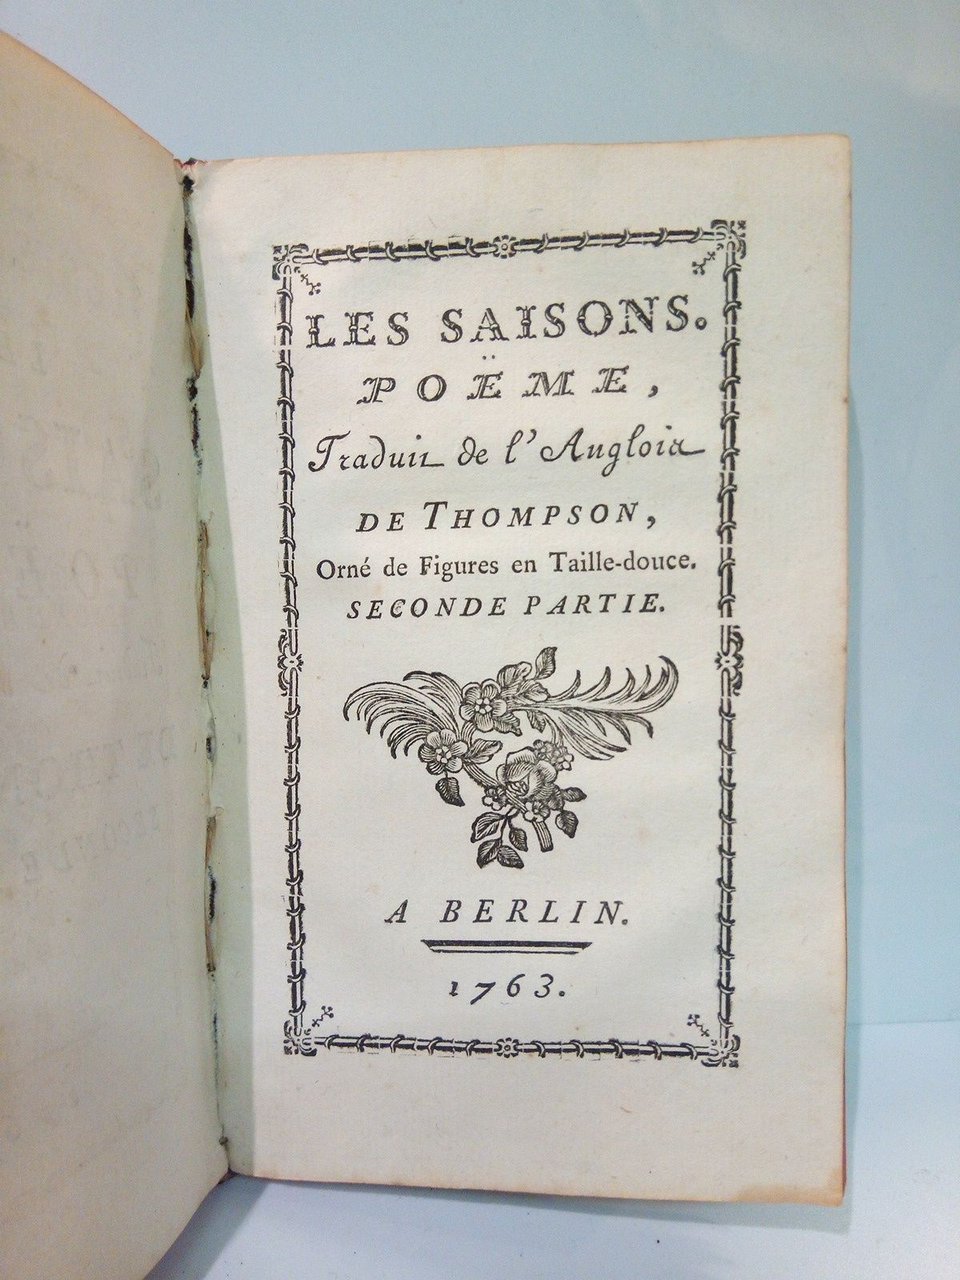 LES SAISONS.
POËME,
Traduit de l'Anglois
DE THOMPSON,
Orné de Figures en Taille-douce.
SECONDE PARTIE.
A BERLIN.
1763.